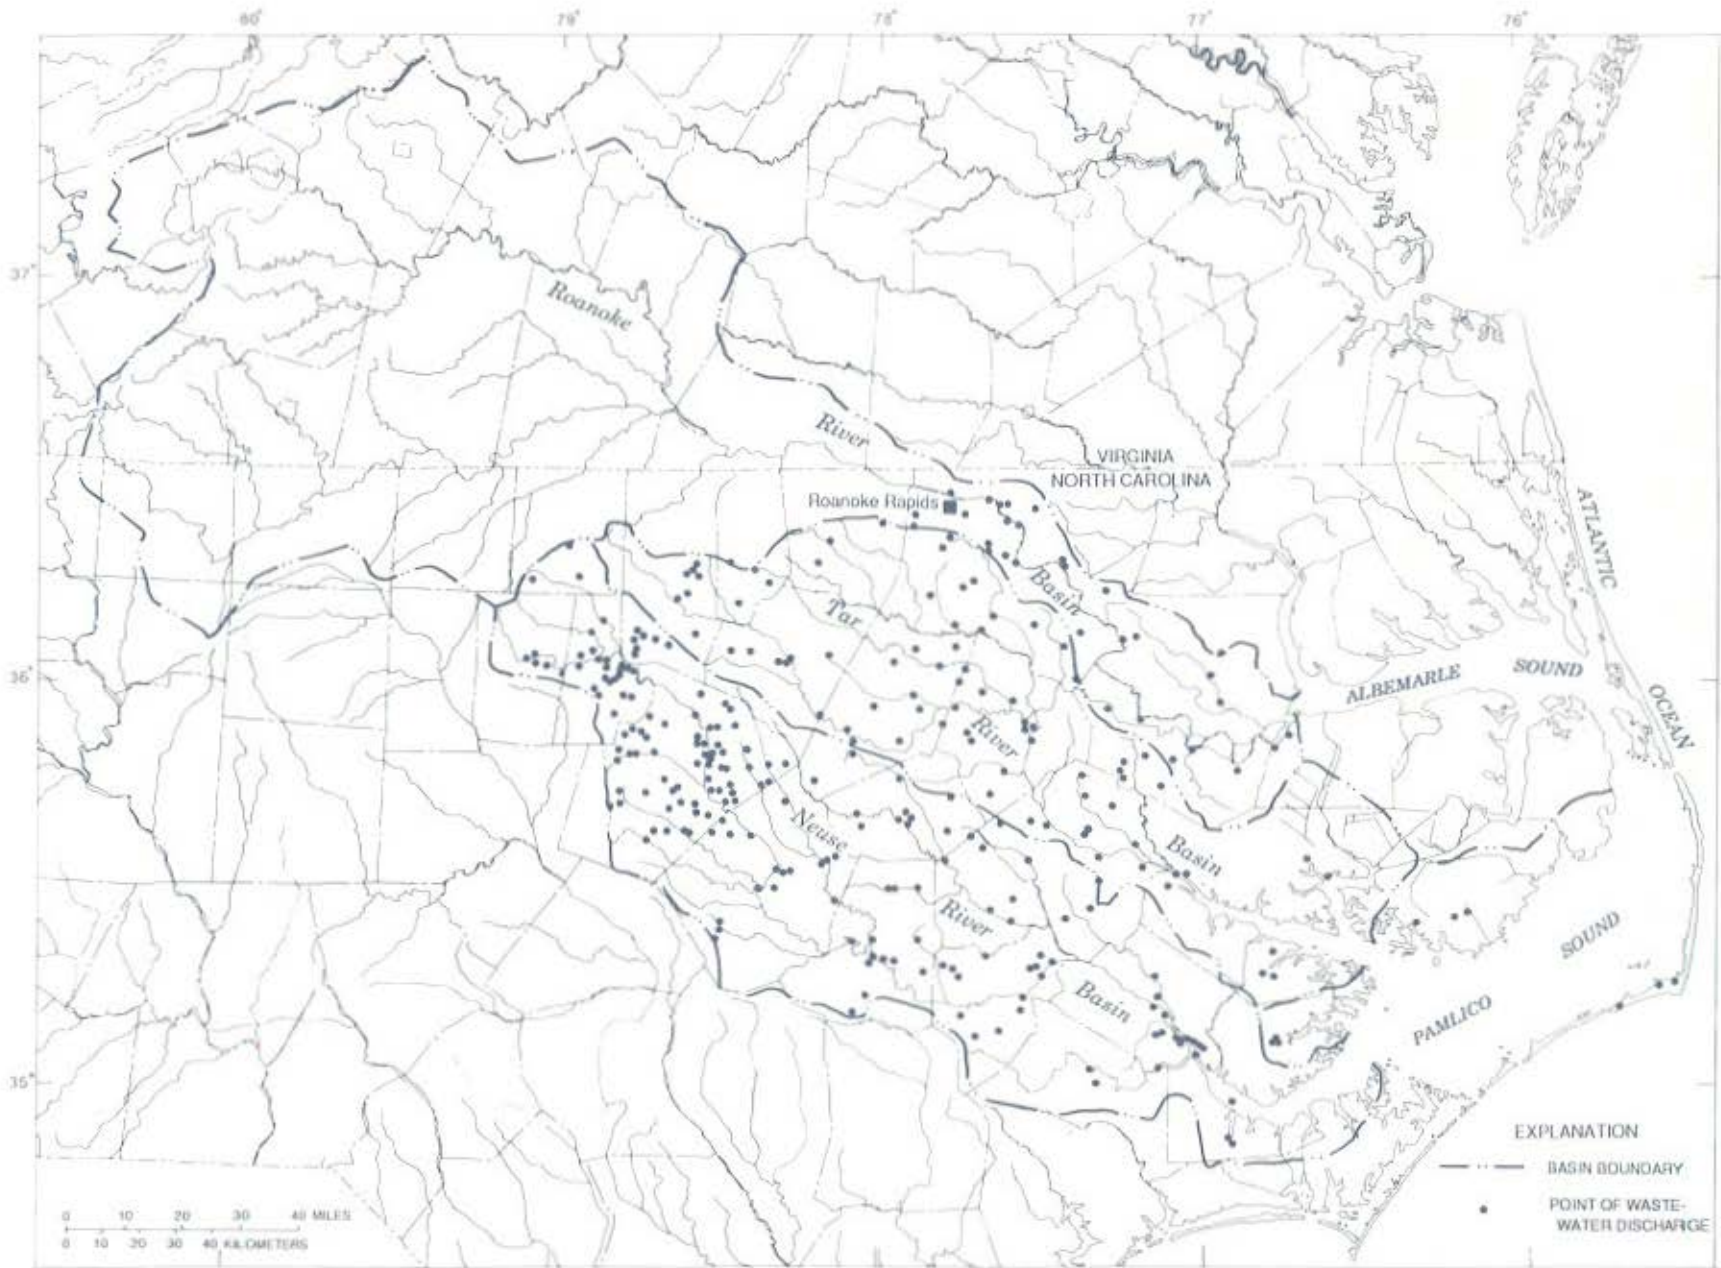 80°
79°
78°
77°
76°
37°
Roanoke
River
VIRGINIA
NORTH CAROLINA
Roanoke Rapids
ATLANTIC
Basin
Tar
36°
ALBEMARLE
SOUND
OCEAN
River
Neuse
Basin
River
SOUND
Basin
PAMLICO
35°
EXPLANATION
BASIN BOUNDARY
POINT OF WASTE-
WATER DISCHARGE
0 10 20 30 40 MILES
0 10 20 30 40 KILOMETERS